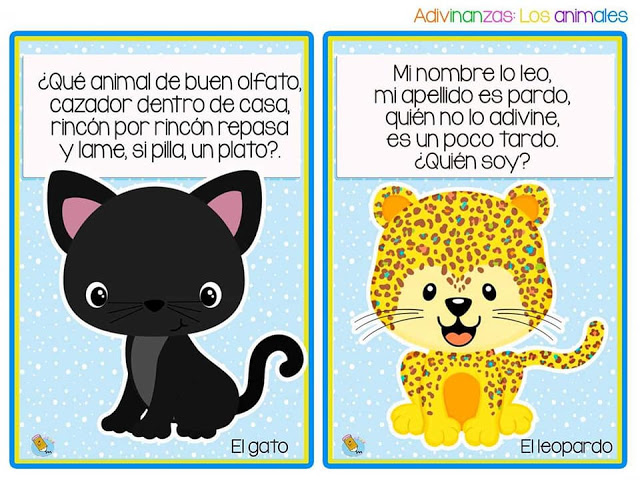 Adivinanzas: Los animales
¿Qué animal de buen olfato,
cazador dentro de casa,
rincón por rincón repasa
y lame, si pilla, un plato?.
El gato
Mi nombre lo leo,
mi apellido es pardo,
quién no lo adivine,
es un poco tardo.
¿Quién soy?
El leopardo